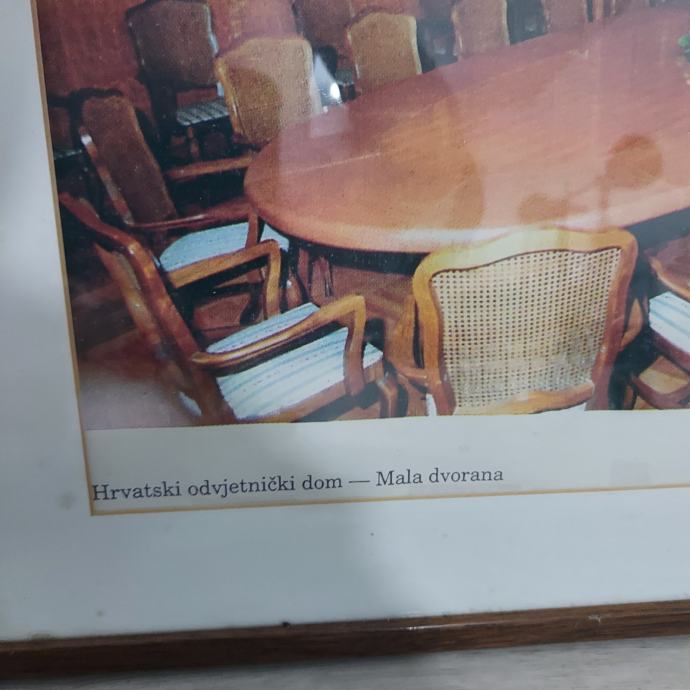 Hrvatski odvjetnički dom — Mala dvorana